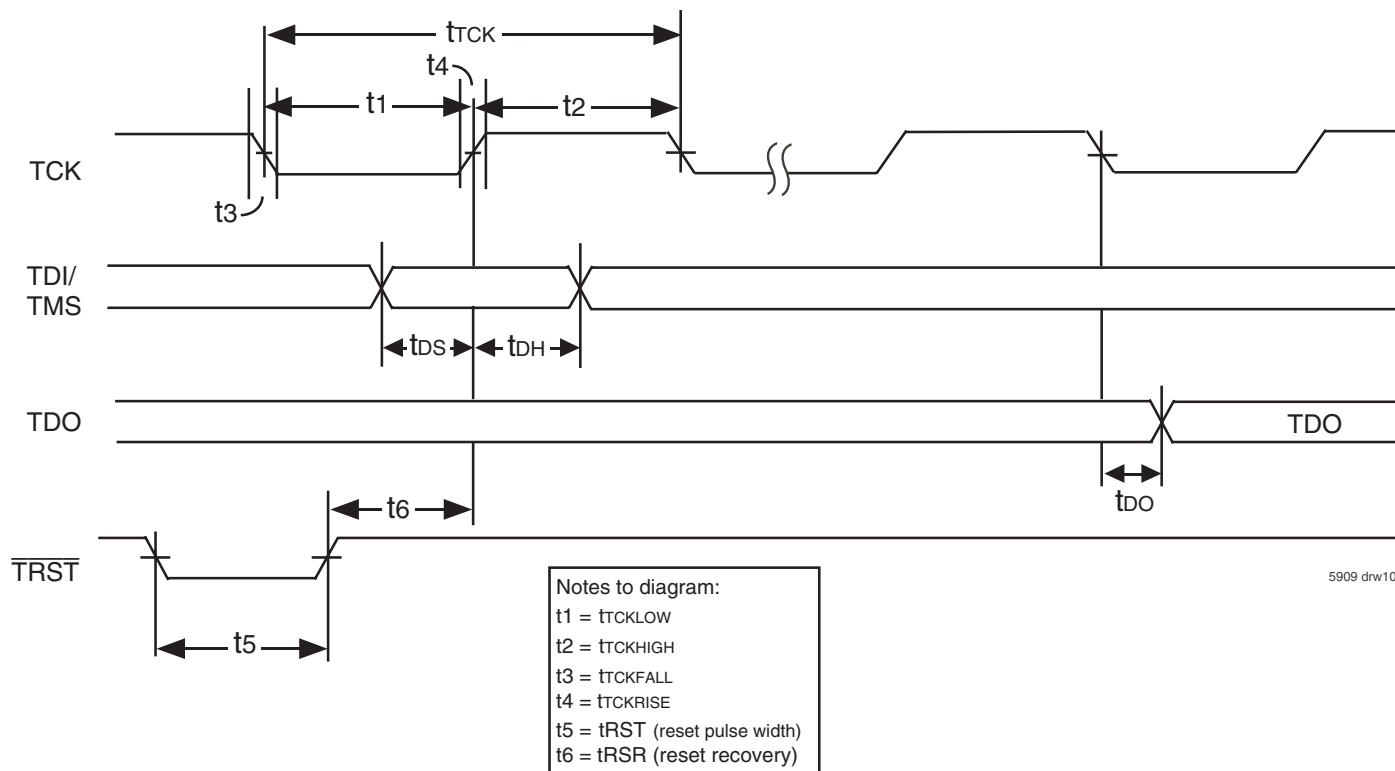 tTCK
t4
t1
t2
TCK
t3
TDI/
TMS
tDS
tDH
TDO
TDO
tDO
t6
TRST
5909 drw10
t5
Notes to diagram:
t1 = tTCKLOW
t2 = tTCKHIGH
t3 = tTCKFALL
t4 = tTCKRISE
t5 = tRST (reset pulse width)
t6 = tRSR (reset recovery)